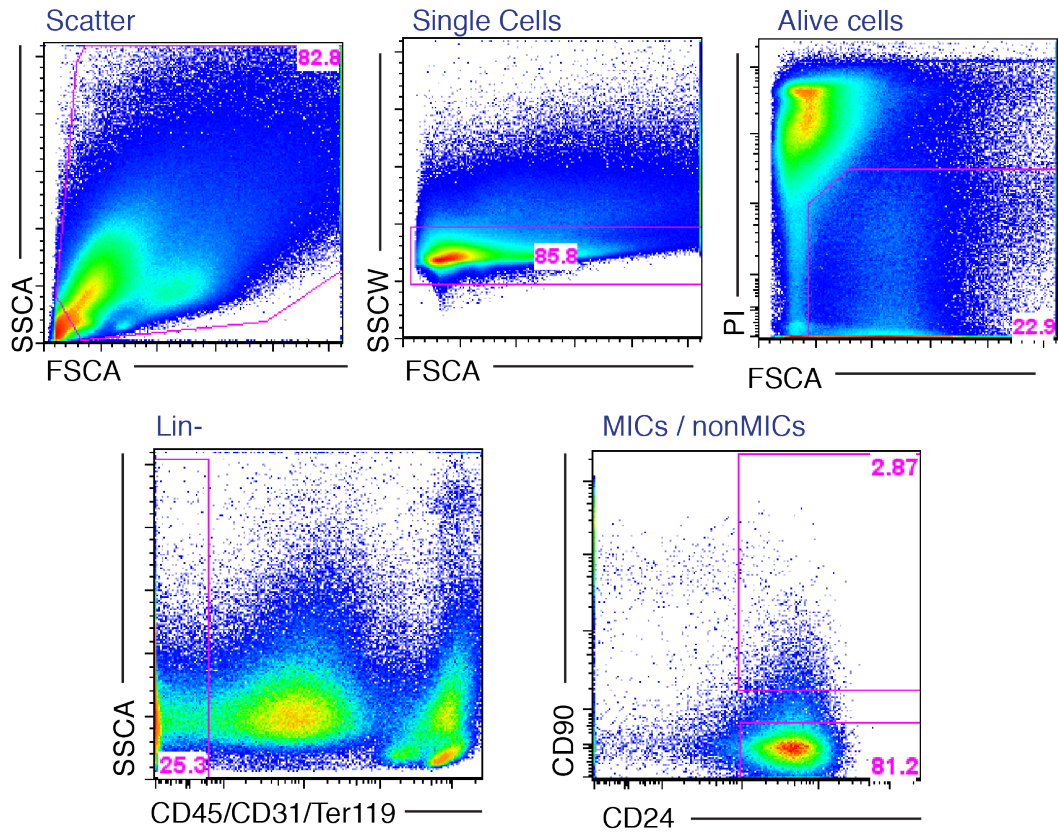 Scatter
Single Cells
Alive cells
82.8
SSCA
FSCA
85.8
SSCW
FSCA
22.9
PI
FSCA
Lin-
MICs / nonMICs
25.3
SSCA
CD45/CD31/Ter119
2.87
81.2
CD90
CD24